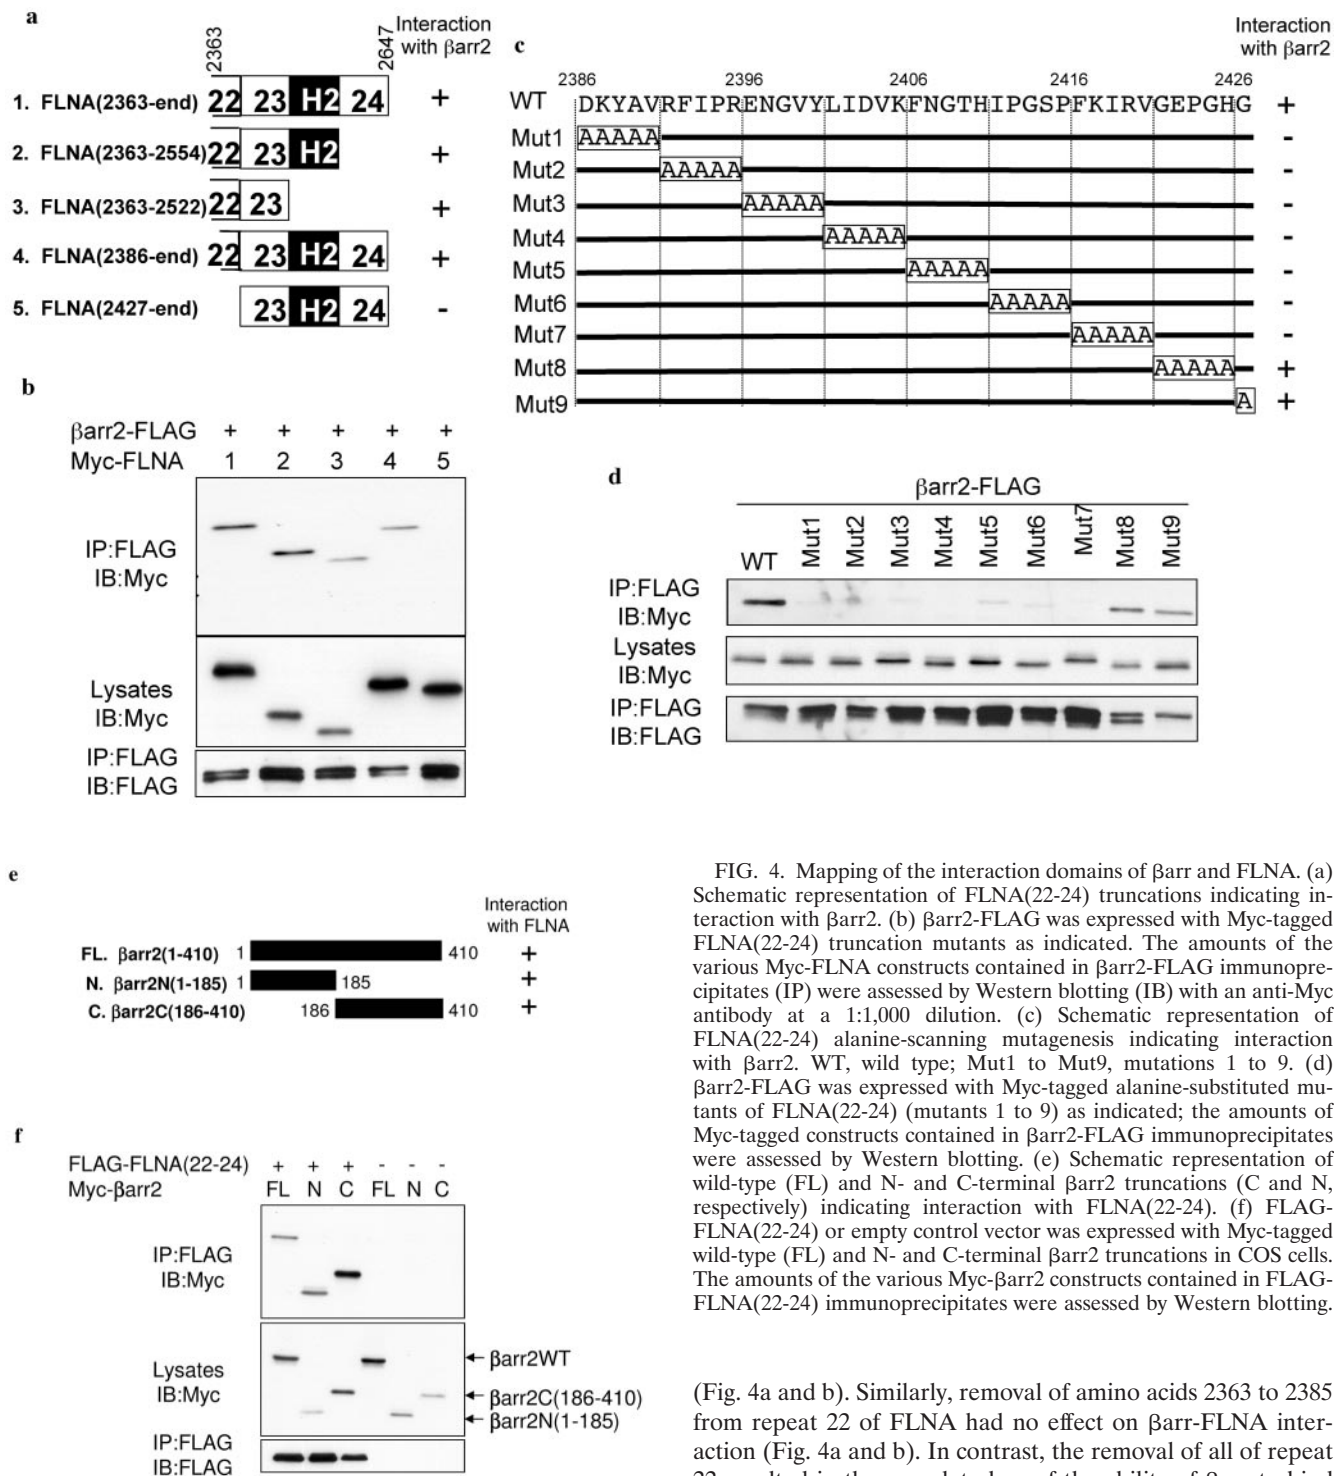 a
2363
2647
Interaction
with βarr2
1. FLNA(2363-end) 22 23 H2 24 +
2. FLNA(2363-2554) 22 23 H2 +
3. FLNA(2363-2522) 22 23 +
4. FLNA(2386-end) 22 23 H2 24 +
5. FLNA(2427-end) 23 H2 24 -
b
βarr2-FLAG + + + + +
Myc-FLNA 1 2 3 4 5
IP:FLAG
IB:Myc
Lysates
IB:Myc
IP:FLAG
IB:FLAG
c
Interaction
with βarr2
2386 2396 2406 2416 2426
WT DKYAVRFIPRENGVYLIDVKFNGTHIPGSPFKIRVGEPGHG +
Mut1 AAAAA -
Mut2 AAAAA -
Mut3 AAAAA -
Mut4 AAAAA -
Mut5 AAAAA -
Mut6 AAAAA -
Mut7 AAAAA -
Mut8 AAAAA +
Mut9 A +
d
βarr2-FLAG
WT Mut1 Mut2 Mut3 Mut4 Mut5 Mut6 Mut7 Mut8 Mut9
IP:FLAG
IB:Myc
Lysates
IB:Myc
IP:FLAG
IB:FLAG
e
Interaction
with FLNA
FL. βarr2(1-410) 1 410 +
N. βarr2N(1-185) 1 185 +
C. βarr2C(186-410) 186 410 +
f
FLAG-FLNA(22-24) + + + - - -
Myc-βarr2 FL N C FL N C
IP:FLAG
IB:Myc
Lysates
IB:Myc
βarr2WT
βarr2C(186-410)
βarr2N(1-185)
IP:FLAG
IB:FLAG
FIG. 4. Mapping of the interaction domains of βarr and FLNA. (a)
Schematic representation of FLNA(22-24) truncations indicating in-
teraction with βarr2. (b) βarr2-FLAG was expressed with Myc-tagged
FLNA(22-24) truncation mutants as indicated. The amounts of the
various Myc-FLNA constructs contained in βarr2-FLAG immunopre-
cipitates (IP) were assessed by Western blotting (IB) with an anti-Myc
antibody at a 1:1,000 dilution. (c) Schematic representation of
FLNA(22-24) alanine-scanning mutagenesis indicating interaction
with βarr2. WT, wild type; Mut1 to Mut9, mutations 1 to 9. (d)
βarr2-FLAG was expressed with Myc-tagged alanine-substituted mu-
tants of FLNA(22-24) (mutants 1 to 9) as indicated; the amounts of
Myc-tagged constructs contained in βarr2-FLAG immunoprecipitates
were assessed by Western blotting. (e) Schematic representation of
wild-type (FL) and N- and C-terminal βarr2 truncations (C and N,
respectively) indicating interaction with FLNA(22-24). (f) FLAG-
FLNA(22-24) or empty control vector was expressed with Myc-tagged
wild-type (FL) and N- and C-terminal βarr2 truncations in COS cells.
The amounts of the various Myc-βarr2 constructs contained in FLAG-
FLNA(22-24) immunoprecipitates were assessed by Western blotting.
(Fig. 4a and b). Similarly, removal of amino acids 2363 to 2385
from repeat 22 of FLNA had no effect on βarr-FLNA inter-
action (Fig. 4a and b). In contrast, the removal of all of repeat